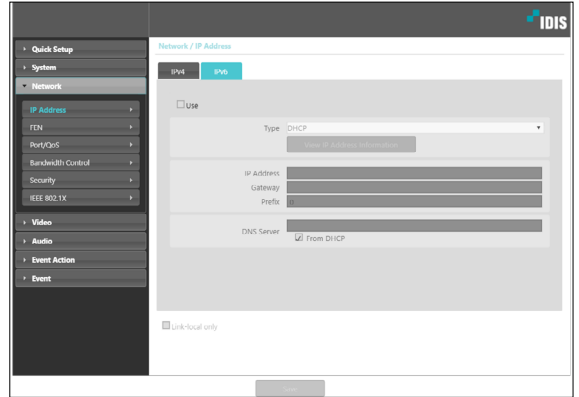 IDIS
Quick Setup
System
Network
IP Address
FEN
Port/QoS
Bandwidth Control
Security
IEEE 802.1X
Video
Audio
Event Action
Event
Network / IP Address
IPv4 IPv6
Use
Type DHCP
View IP Address Information
IP Address
Gateway
Prefix 0
DNS Server
From DHCP
Link-local only
Save